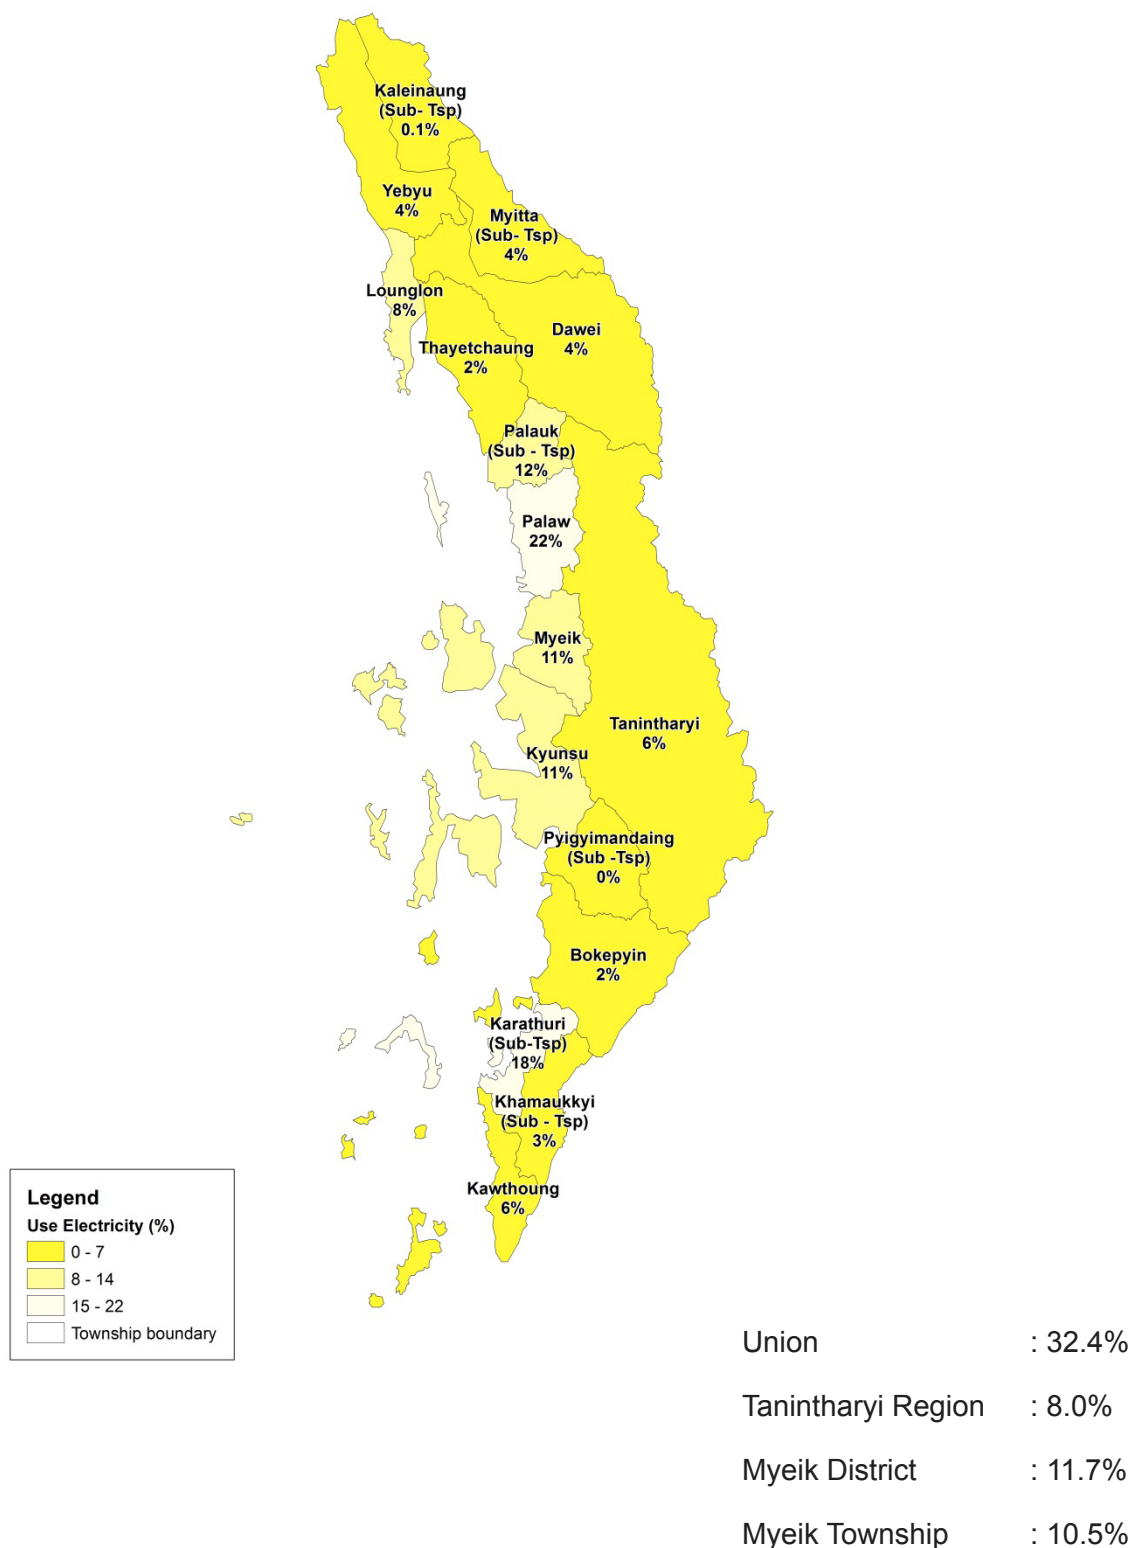 Kaleinaung
(Sub- Tsp)
0.1%
Yebyu
4%
Myitta
(Sub- Tsp)
4%
Lounglon
8%
Dawei
4%
Thayetchaung
2%
Palauk
(Sub - Tsp)
12%
Palaw
22%
Myeik
11%
Tanintharyi
6%
Kyunsu
11%
Pyigyimandaing
(Sub -Tsp)
0%
Bokepyin
2%
Karathuri
(Sub-Tsp)
18%
Khamaukkyi
(Sub - Tsp)
3%
Kawthoung
6%
Legend
Use Electricity (%)
0 - 7
8 - 14
15 - 22
Township boundary
Union : 32.4%
Tanintharyi Region : 8.0%
Myeik District : 11.7%
Myeik Township : 10.5%